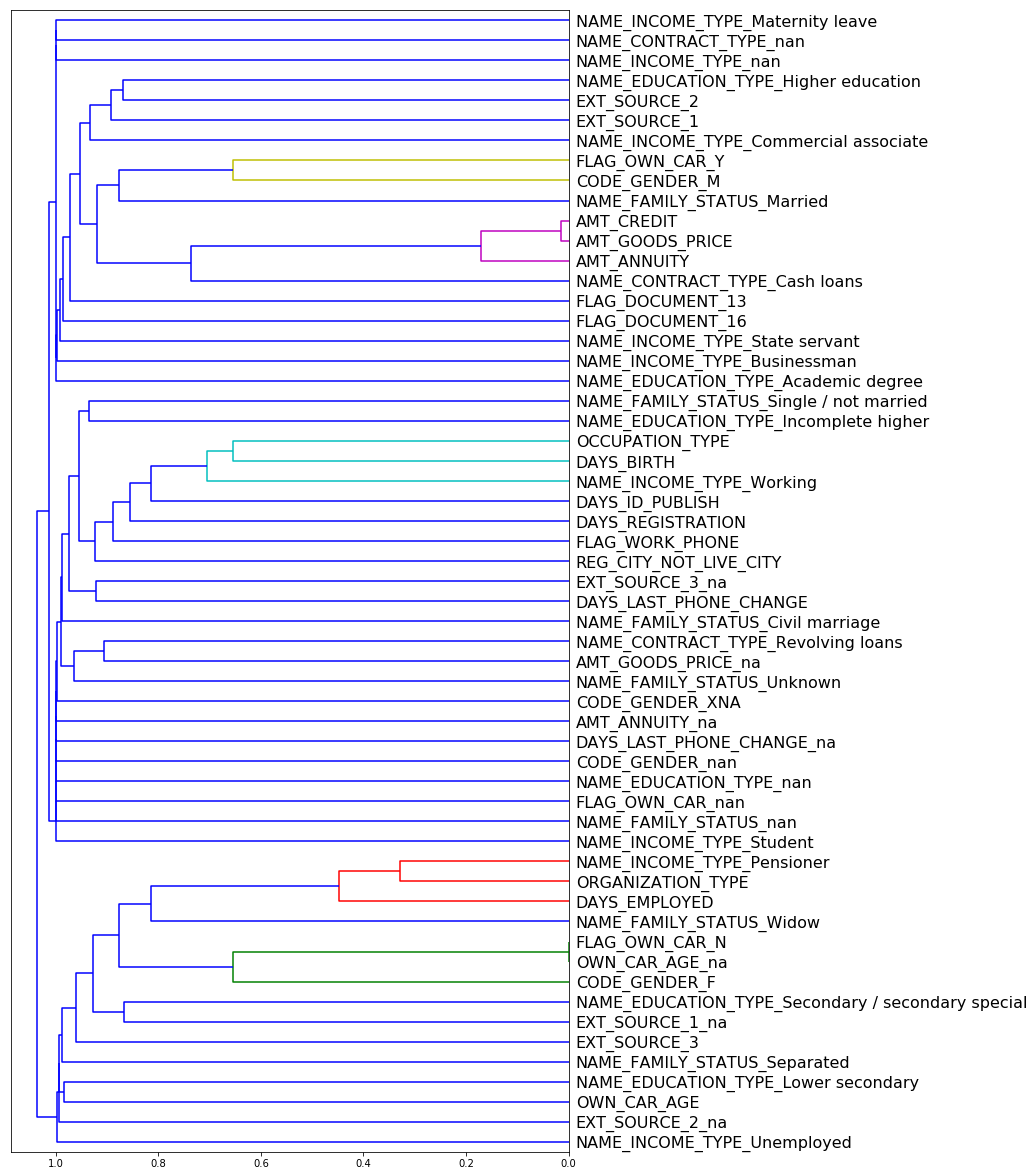 NAME_INCOME_TYPE_Maternity leave
NAME_CONTRACT_TYPE_nan
NAME_INCOME_TYPE_nan
NAME_EDUCATION_TYPE_Higher education
EXT_SOURCE_2
EXT_SOURCE_1
NAME_INCOME_TYPE_Commercial associate
FLAG_OWN_CAR_Y
CODE_GENDER_M
NAME_FAMILY_STATUS_Married
AMT_CREDIT
AMT_GOODS_PRICE
AMT_ANNUITY
NAME_CONTRACT_TYPE_Cash loans
FLAG_DOCUMENT_13
FLAG_DOCUMENT_16
NAME_INCOME_TYPE_State servant
NAME_INCOME_TYPE_Businessman
NAME_EDUCATION_TYPE_Academic degree
NAME_FAMILY_STATUS_Single / not married
NAME_EDUCATION_TYPE_Incomplete higher
OCCUPATION_TYPE
DAYS_BIRTH
NAME_INCOME_TYPE_Working
DAYS_ID_PUBLISH
DAYS_REGISTRATION
FLAG_WORK_PHONE
REG_CITY_NOT_LIVE_CITY
EXT_SOURCE_3_na
DAYS_LAST_PHONE_CHANGE
NAME_FAMILY_STATUS_Civil marriage
NAME_CONTRACT_TYPE_Revolving loans
AMT_GOODS_PRICE_na
NAME_FAMILY_STATUS_Unknown
CODE_GENDER_XNA
AMT_ANNUITY_na
DAYS_LAST_PHONE_CHANGE_na
CODE_GENDER_nan
NAME_EDUCATION_TYPE_nan
FLAG_OWN_CAR_nan
NAME_FAMILY_STATUS_nan
NAME_INCOME_TYPE_Student
NAME_INCOME_TYPE_Pensioner
ORGANIZATION_TYPE
DAYS_EMPLOYED
NAME_FAMILY_STATUS_Widow
FLAG_OWN_CAR_N
OWN_CAR_AGE_na
CODE_GENDER_F
NAME_EDUCATION_TYPE_Secondary / secondary special
EXT_SOURCE_1_na
EXT_SOURCE_3
NAME_FAMILY_STATUS_Separated
NAME_EDUCATION_TYPE_Lower secondary
OWN_CAR_AGE
EXT_SOURCE_2_na
NAME_INCOME_TYPE_Unemployed
1.0 0.8 0.6 0.4 0.2 0.0